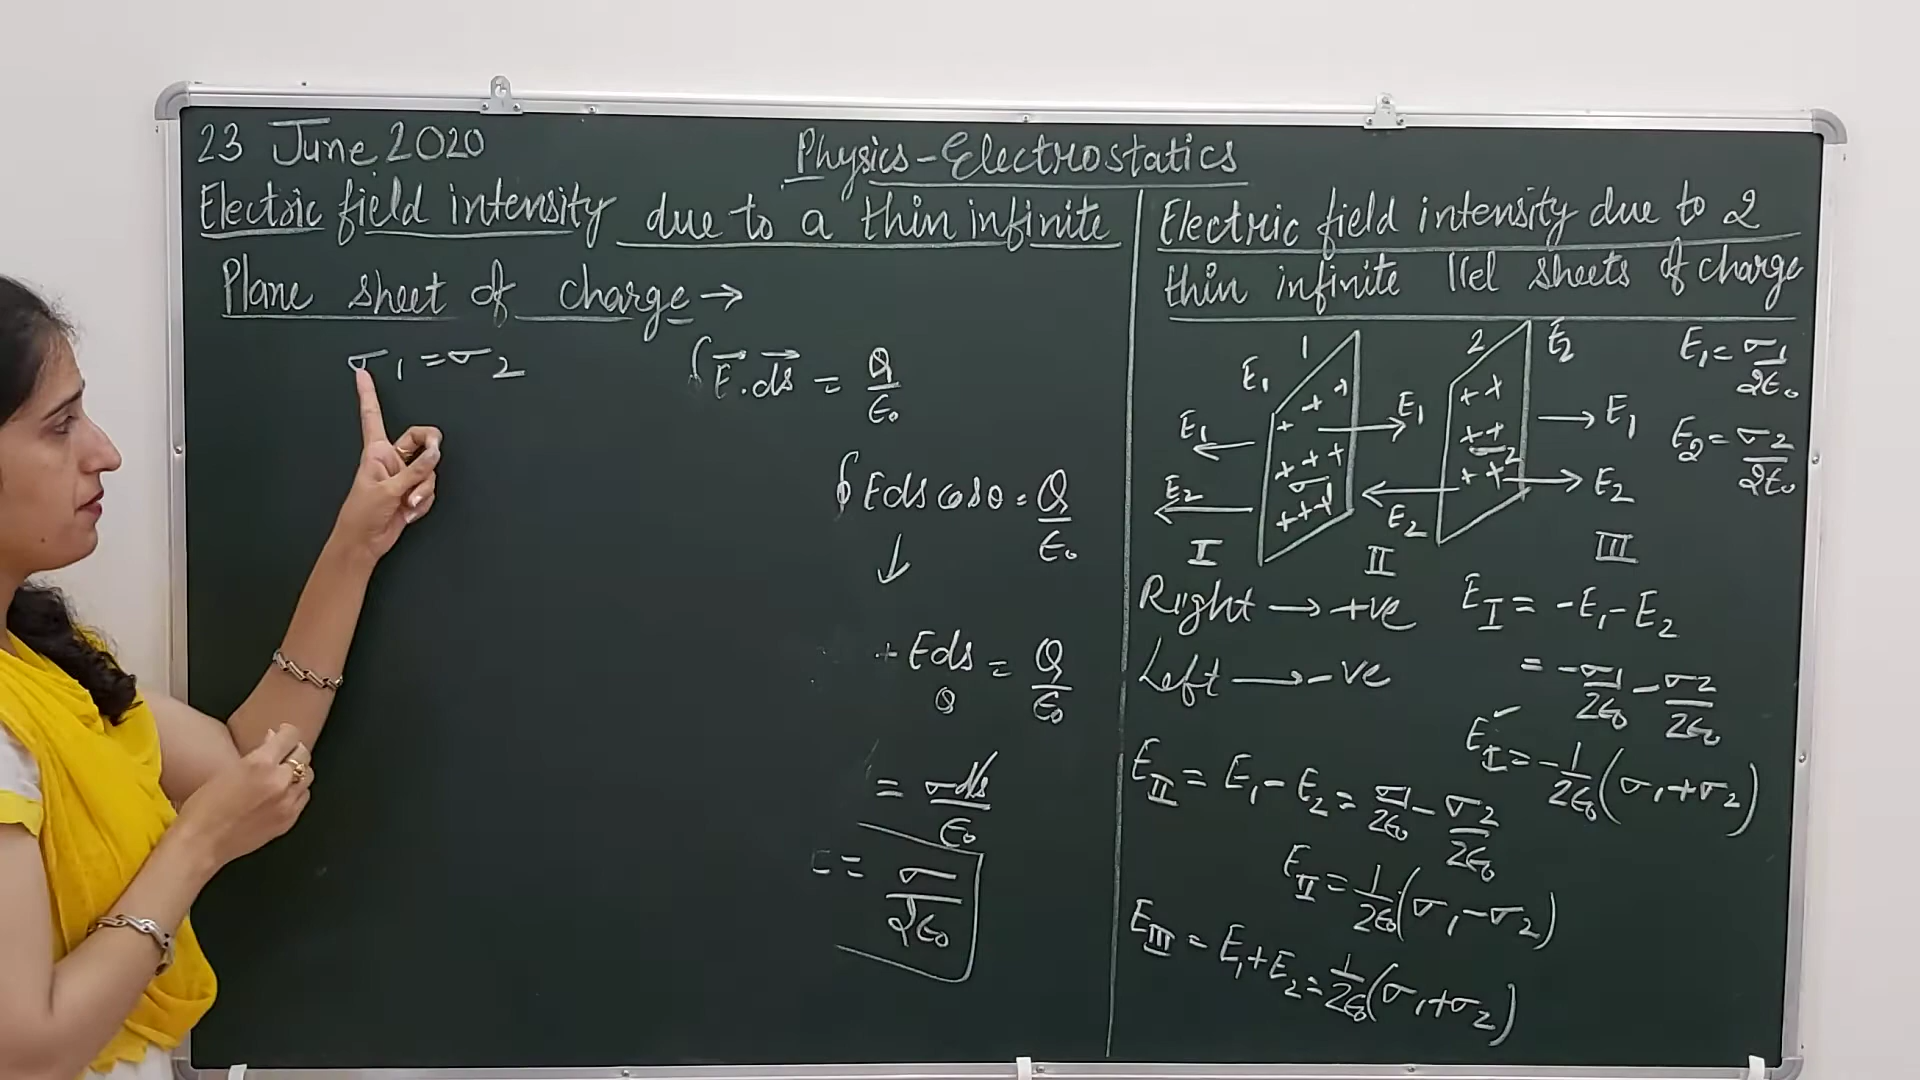 23 June 2020
Physics-Electrostatics
Electric field intensity due to a thin infinite
Plane sheet of charge →
σ1 = σ2
∮ E⃗.ds⃗ = Q/ε₀
∮ Eds cosθ = Q/ε₀
↓
+ Eds = Q/ε₀
= σds/ε₀
= σ/2ε₀
Electric field intensity due to 2
thin infinite llel sheets of charge
1 2 E2
E1
E1 = σ1/2ε₀
E1 E1 E1
E2 = σ2/2ε₀
+ + + + + + + + + + + + + + +
σ1 σ2
E2 E2 E2
I II III
Right → +ve
Left → -ve
E_I = -E1 - E2
= -σ1/2ε₀ - σ2/2ε₀
E_I = -1/2ε₀ (σ1+σ2)
E_II = E1 - E2 = σ1/2ε₀ - σ2/2ε₀
E_II = 1/2ε₀ (σ1 - σ2)
E_III = E1 + E2 = 1/2ε₀ (σ1+σ2)